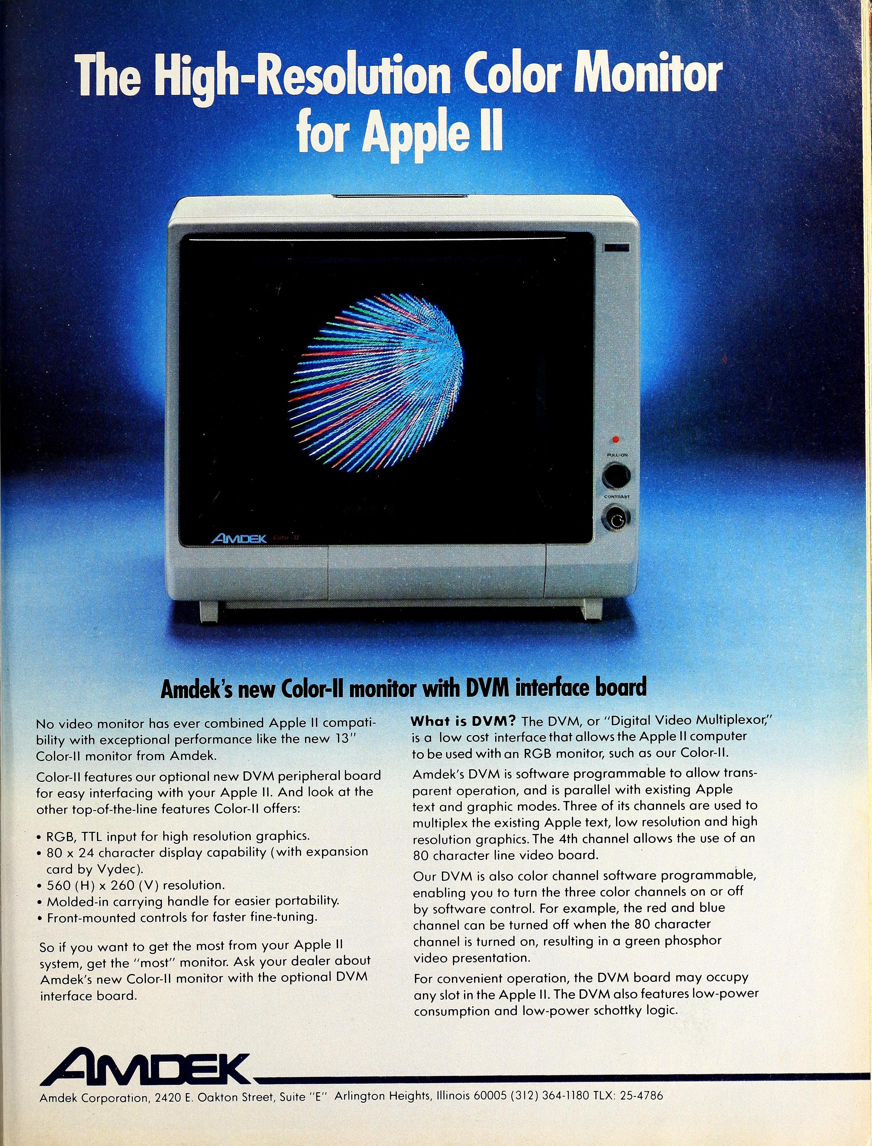 The High-Resolution Color Monitor
for Apple II
PULL-ON
CONTRAST
AMDEK Color-II
Amdek's new Color-II monitor with DVM interface board
No video monitor has ever combined Apple II compati-
bility with exceptional performance like the new 13"
Color-II monitor from Amdek.
Color-II features our optional new DVM peripheral board
for easy interfacing with your Apple II. And look at the
other top-of-the-line features Color-II offers:
• RGB, TTL input for high resolution graphics.
• 80 x 24 character display capability (with expansion
card by Vydec).
• 560 (H) x 260 (V) resolution.
• Molded-in carrying handle for easier portability.
• Front-mounted controls for faster fine-tuning.
So if you want to get the most from your Apple II
system, get the "most" monitor. Ask your dealer about
Amdek's new Color-II monitor with the optional DVM
interface board.
What is DVM? The DVM, or "Digital Video Multiplexor,"
is a low cost interface that allows the Apple II computer
to be used with an RGB monitor, such as our Color-II.
Amdek's DVM is software programmable to allow trans-
parent operation, and is parallel with existing Apple
text and graphic modes. Three of its channels are used to
multiplex the existing Apple text, low resolution and high
resolution graphics. The 4th channel allows the use of an
80 character line video board.
Our DVM is also color channel software programmable,
enabling you to turn the three color channels on or off
by software control. For example, the red and blue
channel can be turned off when the 80 character
channel is turned on, resulting in a green phosphor
video presentation.
For convenient operation, the DVM board may occupy
any slot in the Apple II. The DVM also features low-power
consumption and low-power schottky logic.
AMDEK
Amdek Corporation, 2420 E. Oakton Street, Suite "E" Arlington Heights, Illinois 60005 (312) 364-1180 TLX: 25-4786